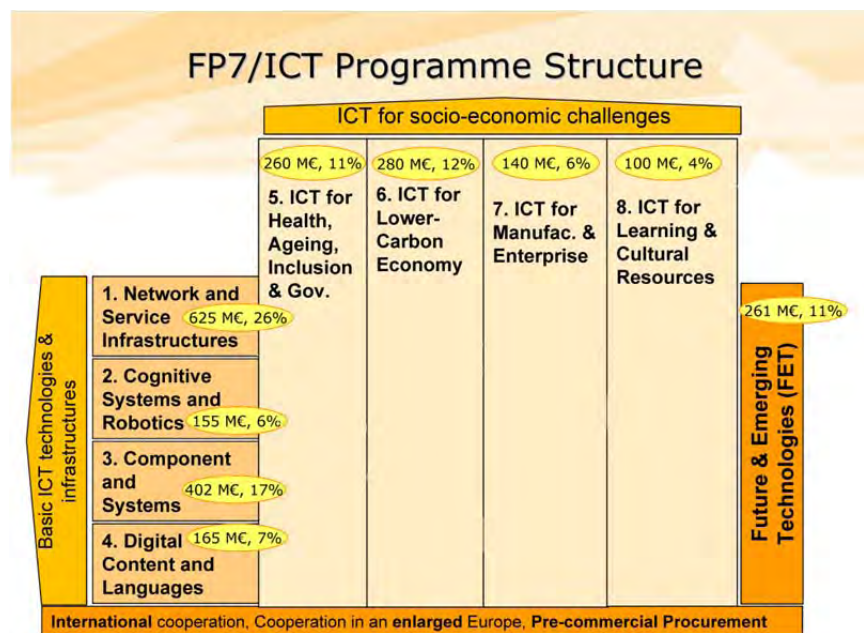 FP7/ICT Programme Structure
ICT for socio-economic challenges
260 M€, 11%
280 M€, 12%
140 M€, 6%
100 M€, 4%
5. ICT for
Health,
Ageing,
Inclusion
& Gov.
6. ICT for
Lower-
Carbon
Economy
7. ICT for
Manufac. &
Enterprise
8. ICT for
Learning &
Cultural
Resources
Basic ICT technologies &
infrastructures
1. Network and
Service
625 M€, 26%
Infrastructures
2. Cognitive
Systems and
Robotics
155 M€, 6%
3. Component
and
Systems
402 M€, 17%
4. Digital
165 M€, 7%
Content and
Languages
261 M€, 11%
Future & Emerging
Technologies (FET)
International cooperation, Cooperation in an enlarged Europe, Pre-commercial Procurement